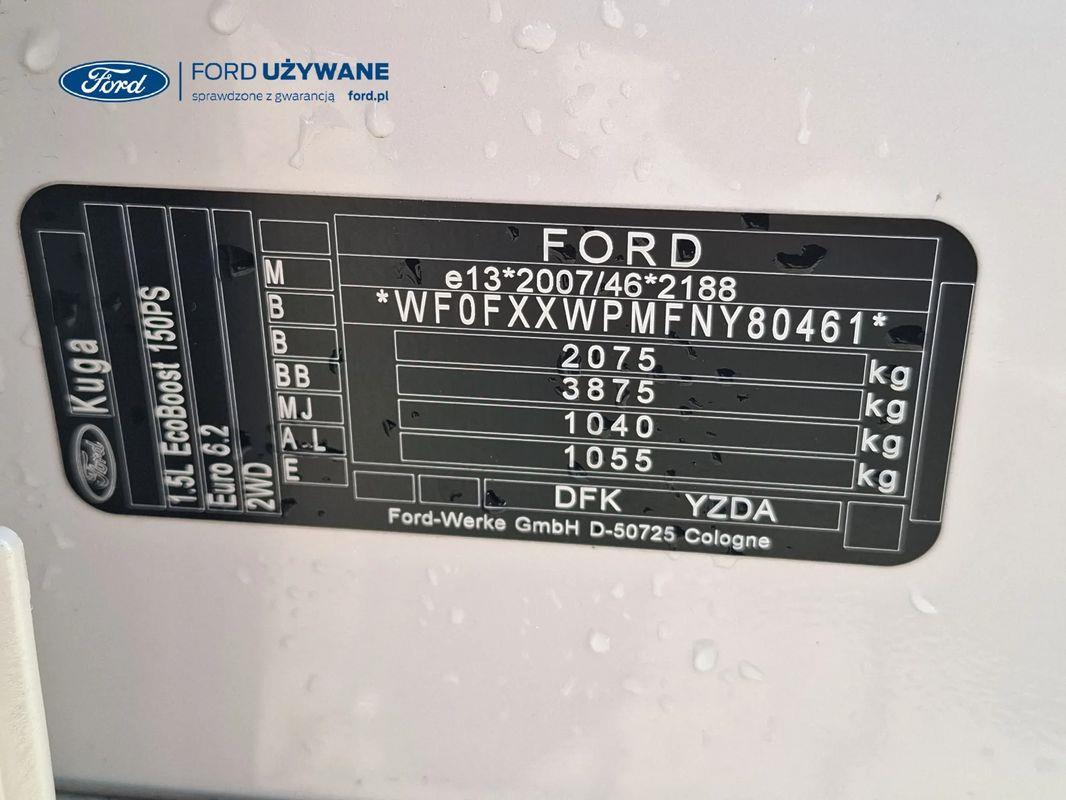 Ford
FORD UŻYWANE
sprawdzone z gwarancją ford.pl
FORD
e13*2007/46*2188
*WF0FXXWPMFNY80461*
2075 kg
3875 kg
1040 kg
1055 kg
DFK YZDA
Ford-Werke GmbH D-50725 Cologne
M
B
B
BB
MJ
A L
E
Ford Kuga
1.5L EcoBoost 150PS
Euro 6.2
2WD